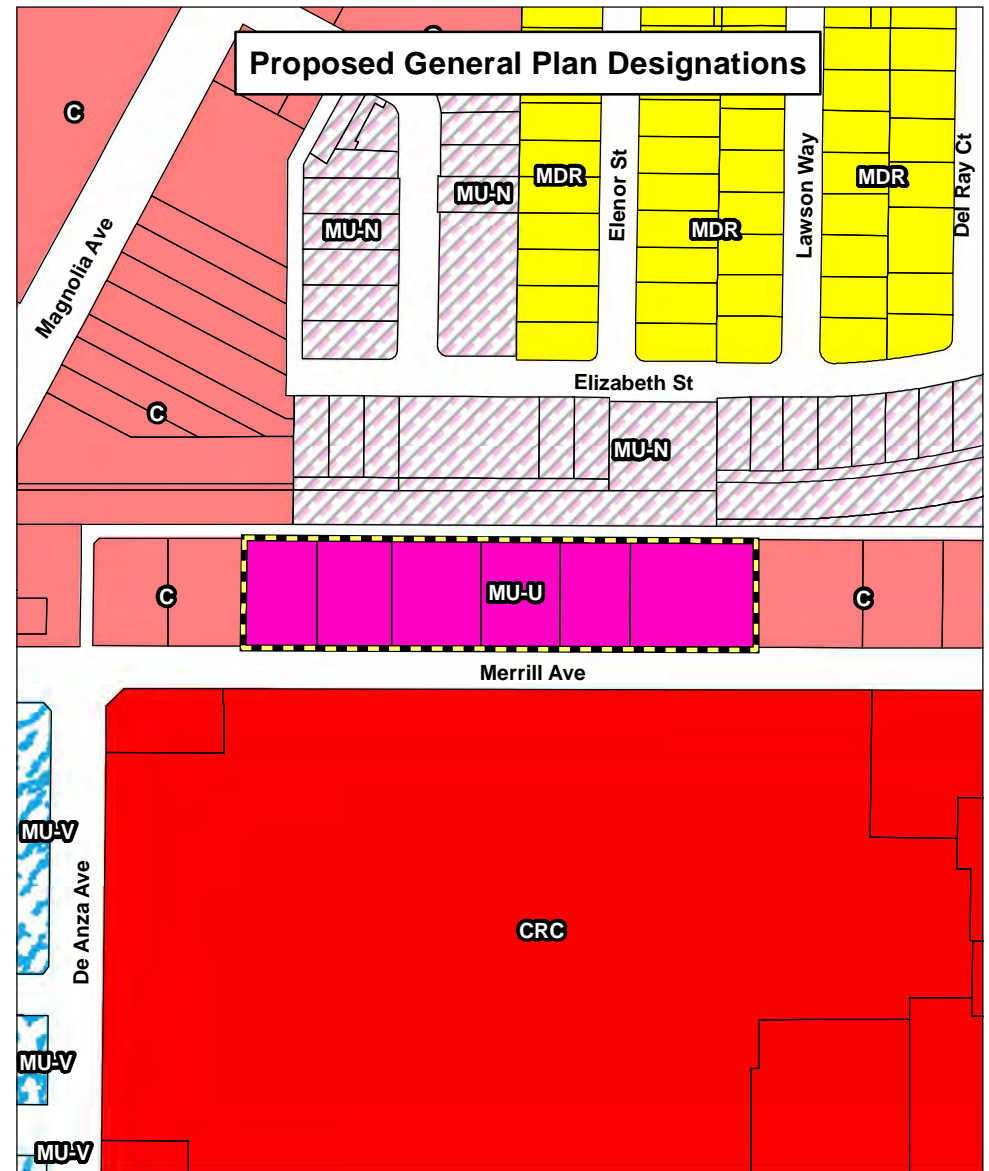 Proposed General Plan Designations
C
MU-N
MU-N
MDR
Elenor St
MDR
Lawson Way
MDR
Del Ray Ct
Magnolia Ave
Elizabeth St
C
MU-N
C
MU-U
C
Merrill Ave
MU-V
De Anza Ave
CRC
MU-V
MU-V